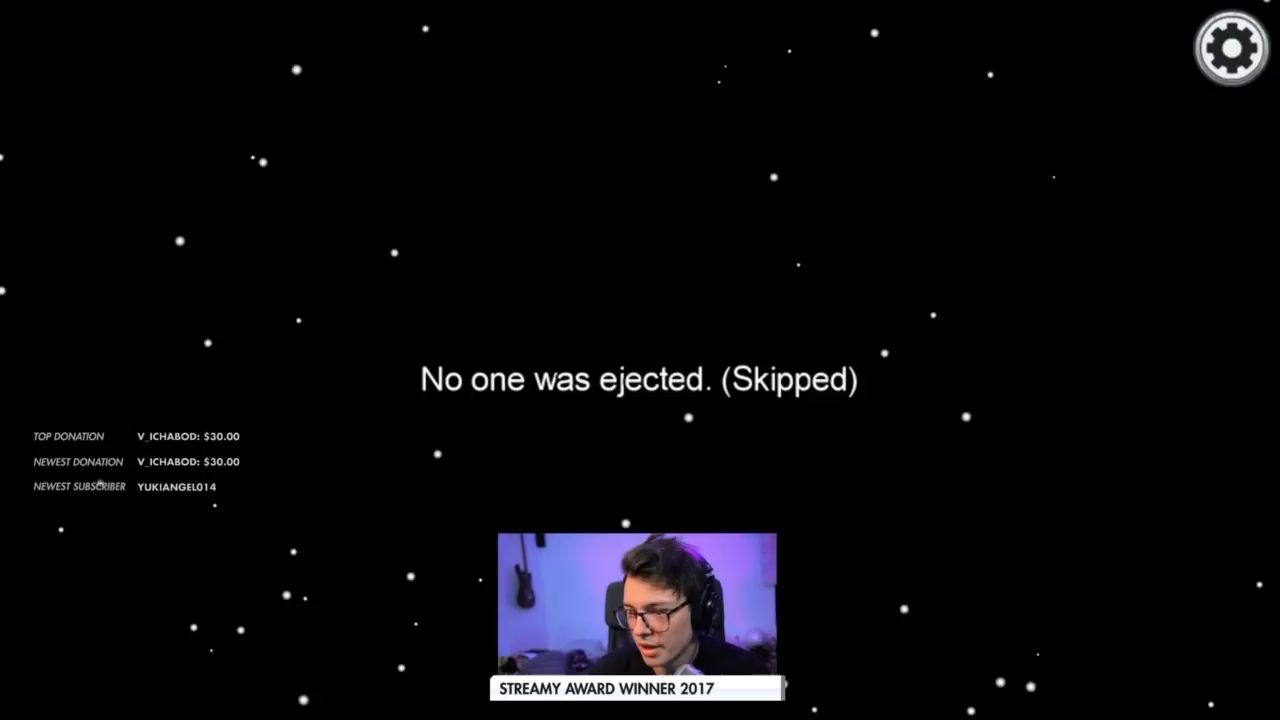 No one was ejected. (Skipped)
TOP DONATION V_ICHABOD: $30.00
NEWEST DONATION V_ICHABOD: $30.00
NEWEST SUBSCRIBER YUKIANGEL014
STREAMY AWARD WINNER 2017